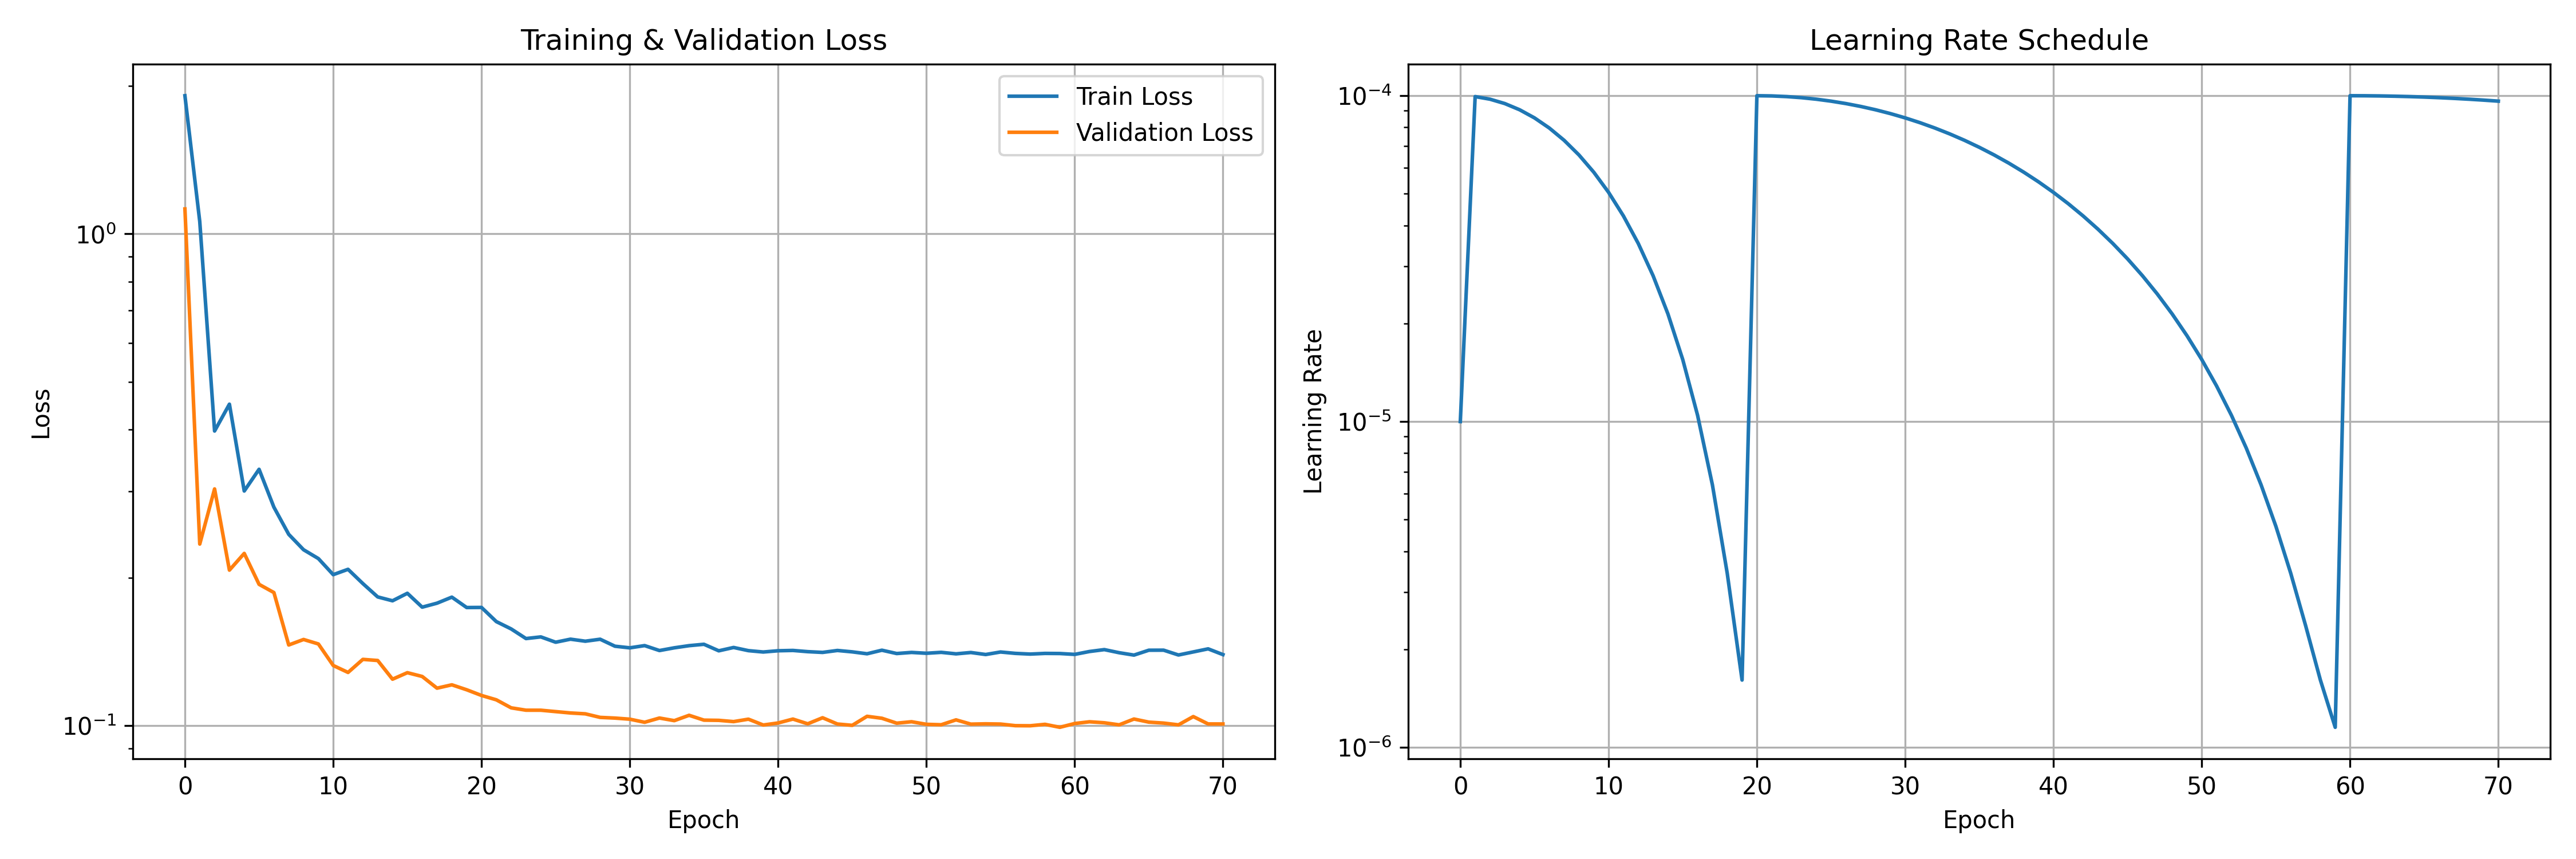 Training & Validation Loss
Train Loss
Validation Loss
10⁰
10⁻¹
Loss
0 10 20 30 40 50 60 70
Epoch
Learning Rate Schedule
10⁻⁴
10⁻⁵
10⁻⁶
Learning Rate
0 10 20 30 40 50 60 70
Epoch